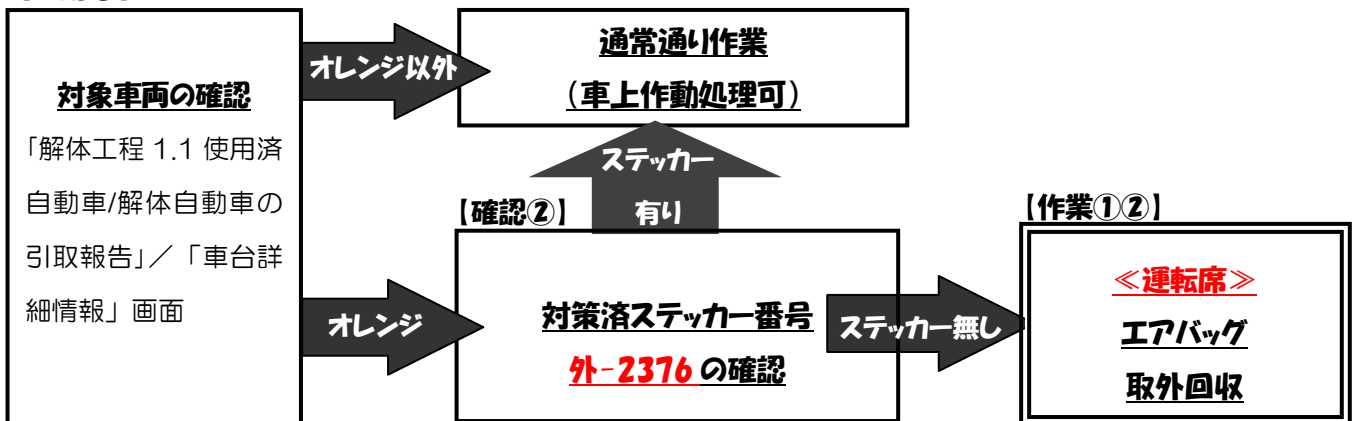 対象車両の確認
「解体工程 1.1 使用済
自動車/解体自動車の
引取報告」／「車台詳
細情報」画面
オレンジ以外
通常通り作業
(車上作動処理可)
ステッカー
有り
オレンジ
【確認②】
対策済ステッカー番号
外-2376 の確認
ステッカー無し
【作業①②】
≪運転席≫
エアバッグ
取外回収